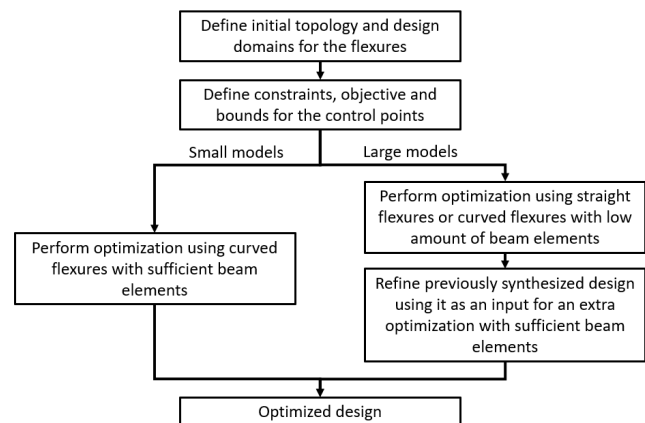 Define initial topology and design
domains for the flexures
Define constraints, objective and
bounds for the control points
Small models
Large models
Perform optimization using straight
flexures or curved flexures with low
amount of beam elements
Perform optimization using curved
flexures with sufficient beam
elements
Refine previously synthesized design
using it as an input for an extra
optimization with sufficient beam
elements
Optimized design